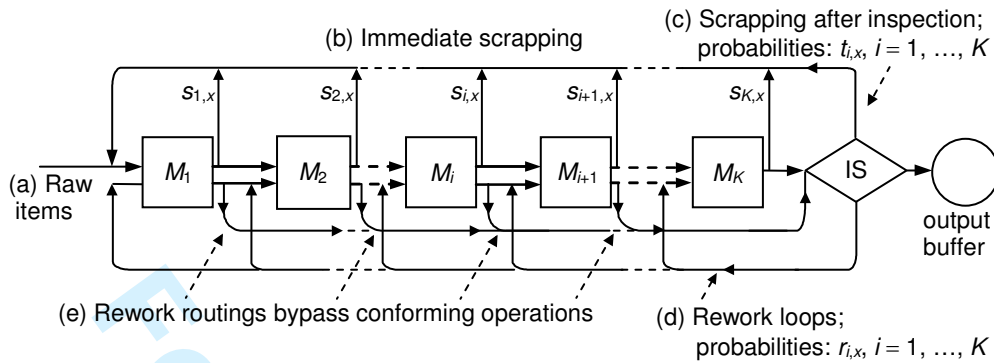 (c) Scrapping after inspection;
probabilities: t_{i,x}, i = 1, …, K
(b) Immediate scrapping
s_{1,x} s_{2,x} s_{i,x} s_{i+1,x} s_{K,x}
M_1 M_2 M_i M_{i+1} M_K IS
(a) Raw
items
output
buffer
(e) Rework routings bypass conforming operations
(d) Rework loops;
probabilities: r_{i,x}, i = 1, …, K